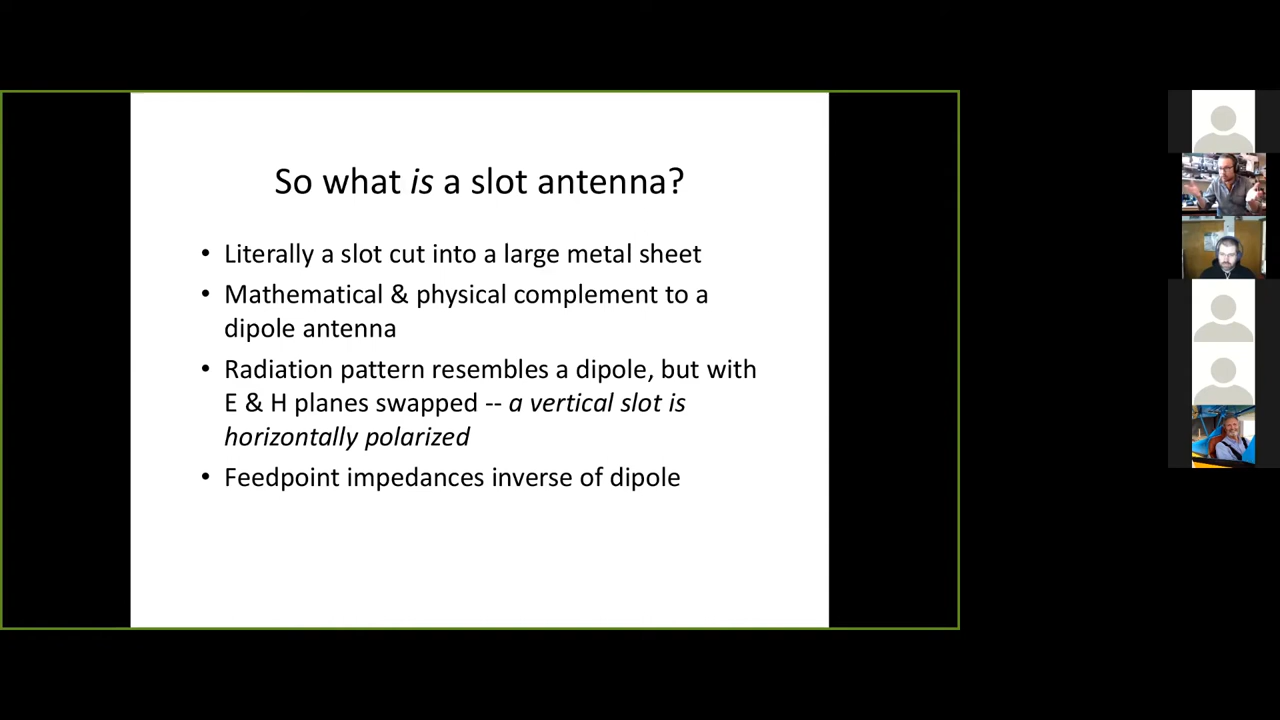 So what is a slot antenna?
• Literally a slot cut into a large metal sheet
• Mathematical & physical complement to a
dipole antenna
• Radiation pattern resembles a dipole, but with
E & H planes swapped -- a vertical slot is
horizontally polarized
• Feedpoint impedances inverse of dipole